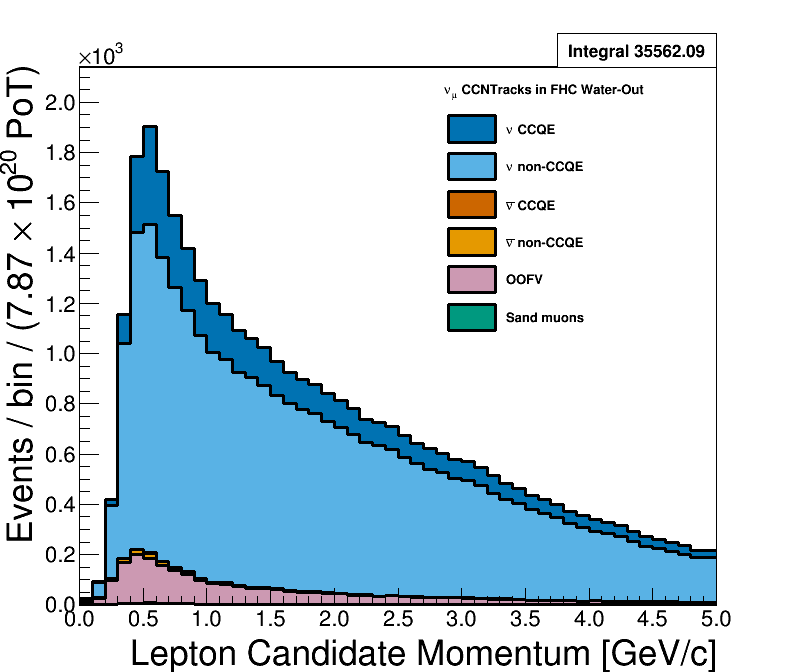 Integral 35562.09
×10³
ν_μ CCNTracks in FHC Water-Out
ν CCQE
ν non-CCQE
ν̅ CCQE
ν̅ non-CCQE
OOFV
Sand muons
Events / bin / (7.87 × 10²⁰ PoT)
2.0
1.8
1.6
1.4
1.2
1.0
0.8
0.6
0.4
0.2
0.0
0.0 0.5 1.0 1.5 2.0 2.5 3.0 3.5 4.0 4.5 5.0
Lepton Candidate Momentum [GeV/c]